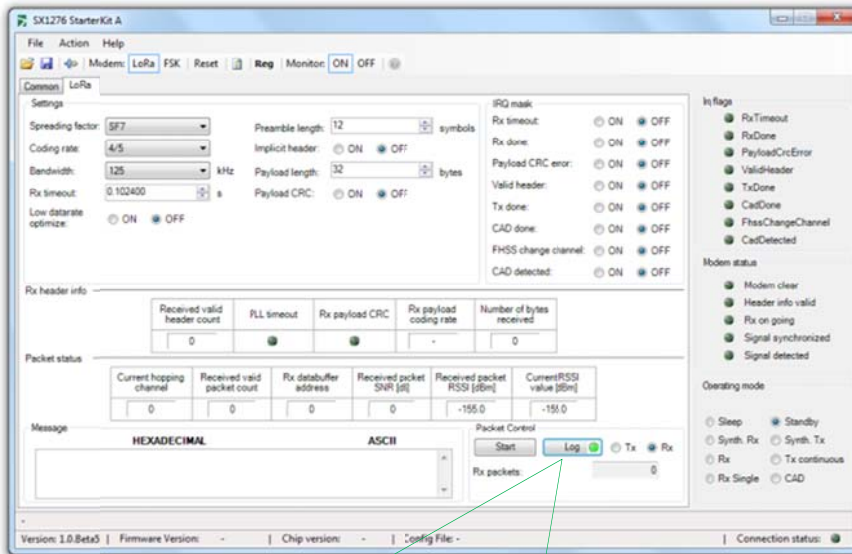 SX1276 StarterKit A
File Action Help
Modem: LoRa FSK Reset Reg Monitor: ON OFF
Common LoRa
Settings
Spreading factor: SF7
Coding rate: 4/5
Bandwidth: 125 kHz
Rx timeout: 0.102400 s
Low datarate optimize: ON OFF
Preamble length: 12 symbols
Implicit header: ON OFF
Payload length: 32 bytes
Payload CRC: ON OFF
IRQ mask
Rx timeout: ON OFF
Rx done: ON OFF
Payload CRC error: ON OFF
Valid header: ON OFF
Tx done: ON OFF
CAD done: ON OFF
FHSS change channel: ON OFF
CAD detected: ON OFF
Irq flags
RxTimeout
RxDone
PayloadCrcError
ValidHeader
TxDone
CadDone
FhssChangeChannel
CadDetected
Modem status
Modem clear
Header info valid
Rx on going
Signal synchronized
Signal detected
Rx header info
Received valid header count PLL timeout Rx payload CRC Rx payload coding rate Number of bytes received
0 - 0
Packet status
Current hopping channel Received valid packet count Rx databuffer address Received packet SNR [dB] Received packet RSSI [dBm] Current RSSI value [dBm]
0 0 0 0 -155.0 -155.0
Operating mode
Sleep Standby
Synth. Rx Synth. Tx
Rx Tx continuous
Rx Single CAD
Message
HEXADECIMAL ASCII
Packet Control
Start Log Tx Rx
Rx packets: 0
-
Version: 1.0.Beta5 | Firmware Version: - | Chip version: - | Config File: - | Connection status: